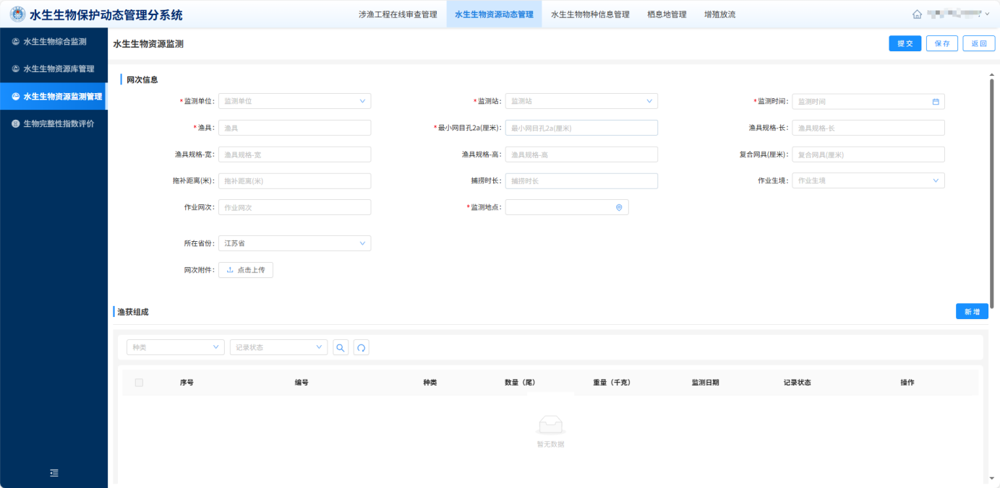 水生生物保护动态管理分系统
涉渔工程在线审查管理 水生生物资源动态管理 水生生物物种信息管理 栖息地管理 增殖放流
水生生物综合监测
水生生物资源库管理
水生生物资源监测管理
生物完整性指数评价
水生生物资源监测 提交 保存 返回
网次信息
*监测单位: 监测单位 *监测站: 监测站 *监测时间: 监测时间
*渔具: 渔具 *最小网目孔2a(厘米): 最小网目孔2a(厘米) 渔具规格-长: 渔具规格-长
渔具规格-宽: 渔具规格-宽 渔具规格-高: 渔具规格-高 复合网具(厘米): 复合网具(厘米)
拖补距离(米): 拖补距离(米) 捕捞时长: 捕捞时长 作业生境: 作业生境
作业网次: 作业网次 *监测地点:
所在省份: 江苏省
网次附件: 点击上传
渔获组成 新增
种类 记录状态
序号 编号 种类 数量（尾） 重量（千克） 监测日期 记录状态 操作
暂无数据